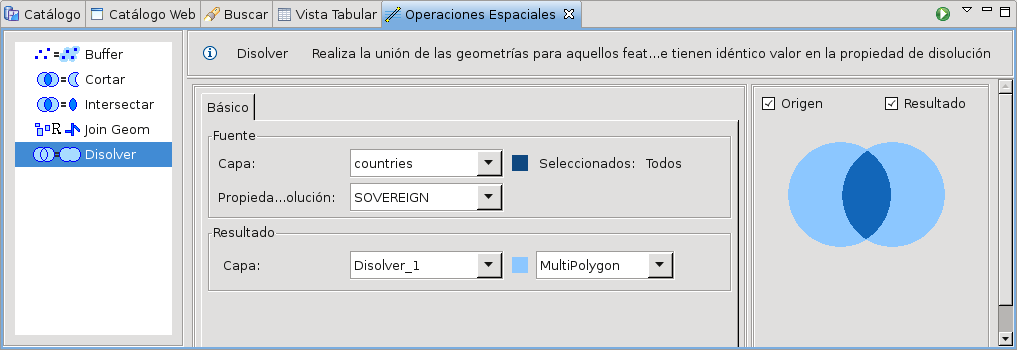 Catálogo Catálogo Web Buscar Vista Tabular Operaciones Espaciales
Buffer
Cortar
Intersectar
Join Geom
Disolver
Disolver Realiza la unión de las geometrías para aquellos feat...e tienen idéntico valor en la propiedad de disolución
Básico
Fuente
Capa: countries Seleccionados: Todos
Propieda...olución: SOVEREIGN
Resultado
Capa: Disolver_1 MultiPolygon
Origen Resultado